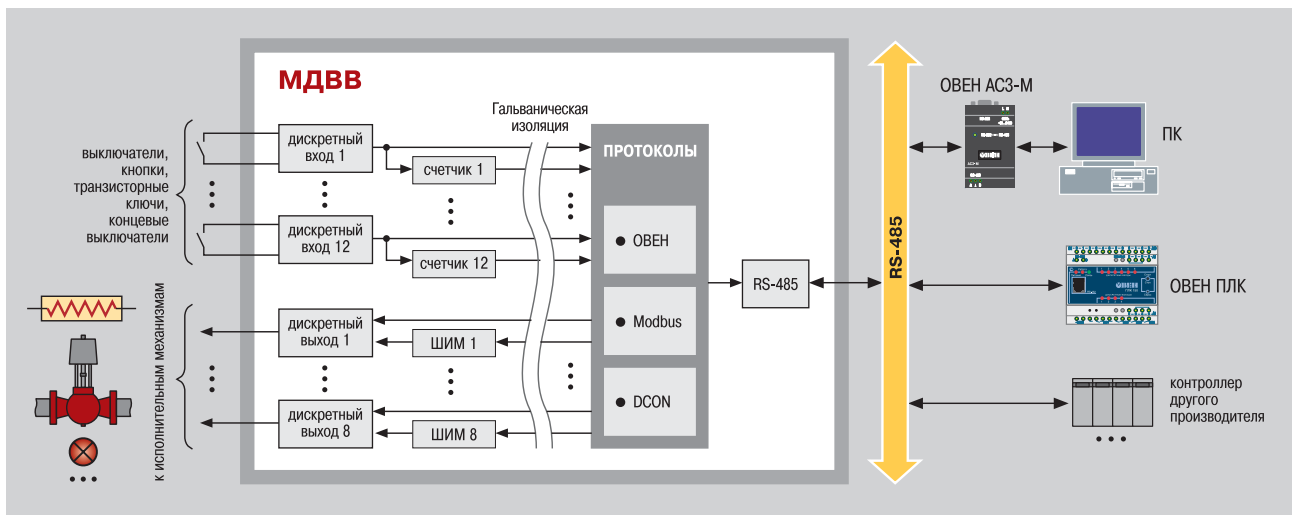 МДВВ
выключатели,
кнопки,
транзисторные
ключи,
концевые
выключатели
дискретный
вход 1
счетчик 1
дискретный
вход 12
счетчик 12
Гальваническая
изоляция
к исполнительным механизмам
дискретный
выход 1
ШИМ 1
дискретный
выход 8
ШИМ 8
ПРОТОКОЛЫ
● ОВЕН
● Modbus
● DCON
RS-485
RS-485
ОВЕН АС3-М
ПК
ОВЕН ПЛК
контроллер
другого
производителя